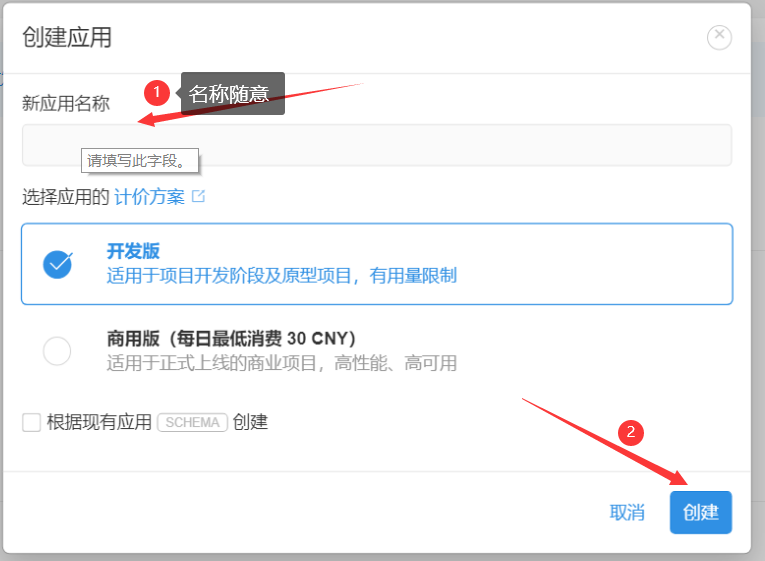 创建应用
新应用名称
1
名称随意
请填写此字段。
选择应用的 计价方案
开发版
适用于项目开发阶段及原型项目，有用量限制
商用版（每日最低消费 30 CNY）
适用于正式上线的商业项目，高性能、高可用
根据现有应用 SCHEMA 创建
2
取消 创建